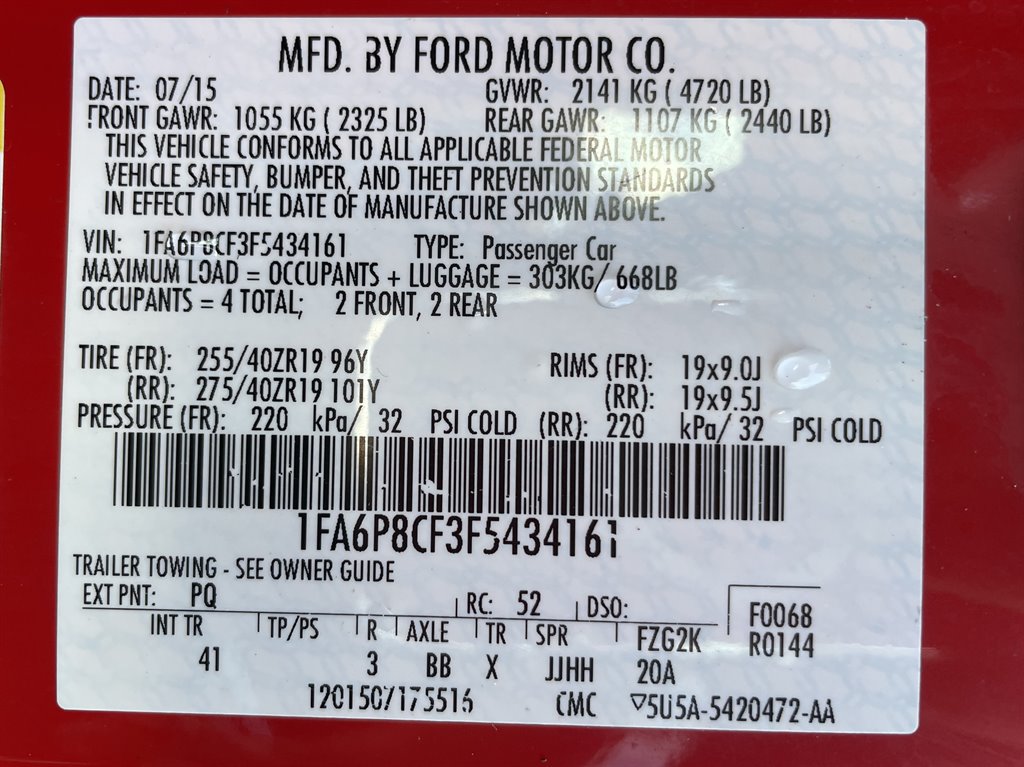 MFD. BY FORD MOTOR CO.
DATE: 07/15 GVWR: 2141 KG ( 4720 LB)
FRONT GAWR: 1055 KG ( 2325 LB) REAR GAWR: 1107 KG ( 2440 LB)
THIS VEHICLE CONFORMS TO ALL APPLICABLE FEDERAL MOTOR
VEHICLE SAFETY, BUMPER, AND THEFT PREVENTION STANDARDS
IN EFFECT ON THE DATE OF MANUFACTURE SHOWN ABOVE.
VIN: 1FA6P8CF3F5434161 TYPE: Passenger Car
MAXIMUM LOAD = OCCUPANTS + LUGGAGE = 303KG/ 668LB
OCCUPANTS = 4 TOTAL; 2 FRONT, 2 REAR
TIRE (FR): 255/40ZR19 96Y RIMS (FR): 19x9.0J
(RR): 275/40ZR19 101Y (RR): 19x9.5J
PRESSURE (FR): 220 kPa/ 32 PSI COLD (RR): 220 kPa/ 32 PSI COLD
1FA6P8CF3F5434161
TRAILER TOWING - SEE OWNER GUIDE
EXT PNT: PQ RC: 52 DSO: F0068
INT TR TP/PS R AXLE TR SPR FZG2K R0144
41 3 BB X JJHH 20A
1201507175516 CMC ▽5U5A-5420472-AA